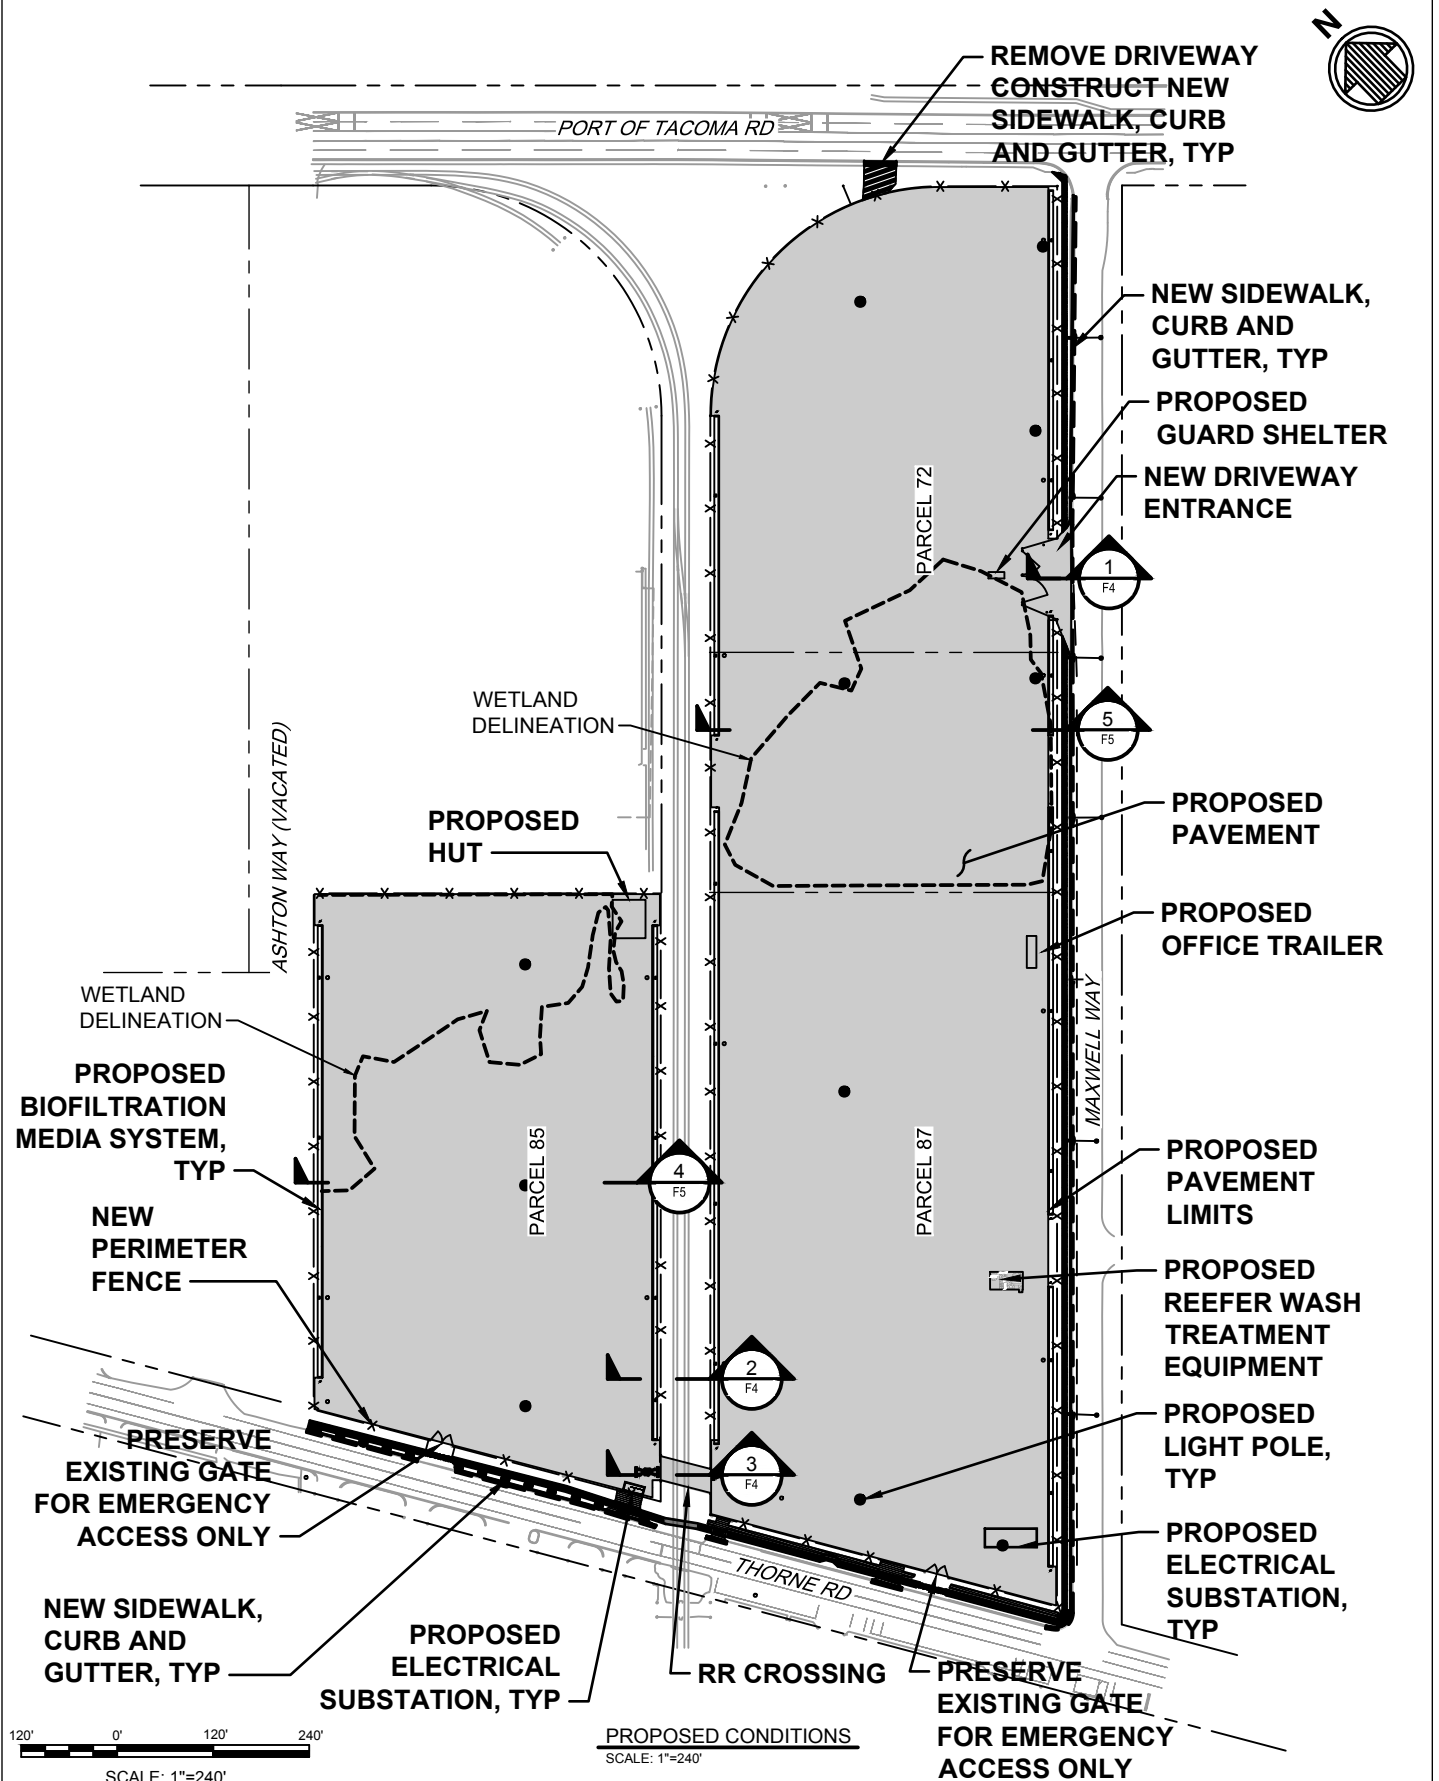 N
REMOVE DRIVEWAY
CONSTRUCT NEW
SIDEWALK, CURB
AND GUTTER, TYP
PORT OF TACOMA RD
NEW SIDEWALK,
CURB AND
GUTTER, TYP
PROPOSED
GUARD SHELTER
NEW DRIVEWAY
ENTRANCE
PARCEL 72
1
F4
WETLAND
DELINEATION
5
F5
ASHTON WAY (VACATED)
PROPOSED
HUT
PROPOSED
PAVEMENT
PROPOSED
OFFICE TRAILER
WETLAND
DELINEATION
MAXWELL WAY
PROPOSED
BIOFILTRATION
MEDIA SYSTEM,
TYP
PARCEL 85
4
F5
PARCEL 87
PROPOSED
PAVEMENT
LIMITS
NEW
PERIMETER
FENCE
PROPOSED
REEFER WASH
TREATMENT
EQUIPMENT
2
F4
PROPOSED
LIGHT POLE,
TYP
PRESERVE
EXISTING GATE
FOR EMERGENCY
ACCESS ONLY
3
F4
PROPOSED
ELECTRICAL
SUBSTATION,
TYP
THORNE RD
NEW SIDEWALK,
CURB AND
GUTTER, TYP
PROPOSED
ELECTRICAL
SUBSTATION, TYP
RR CROSSING
PRESERVE
EXISTING GATE
FOR EMERGENCY
ACCESS ONLY
120' 0' 120' 240'
SCALE: 1"=240'
PROPOSED CONDITIONS
SCALE: 1"=240'